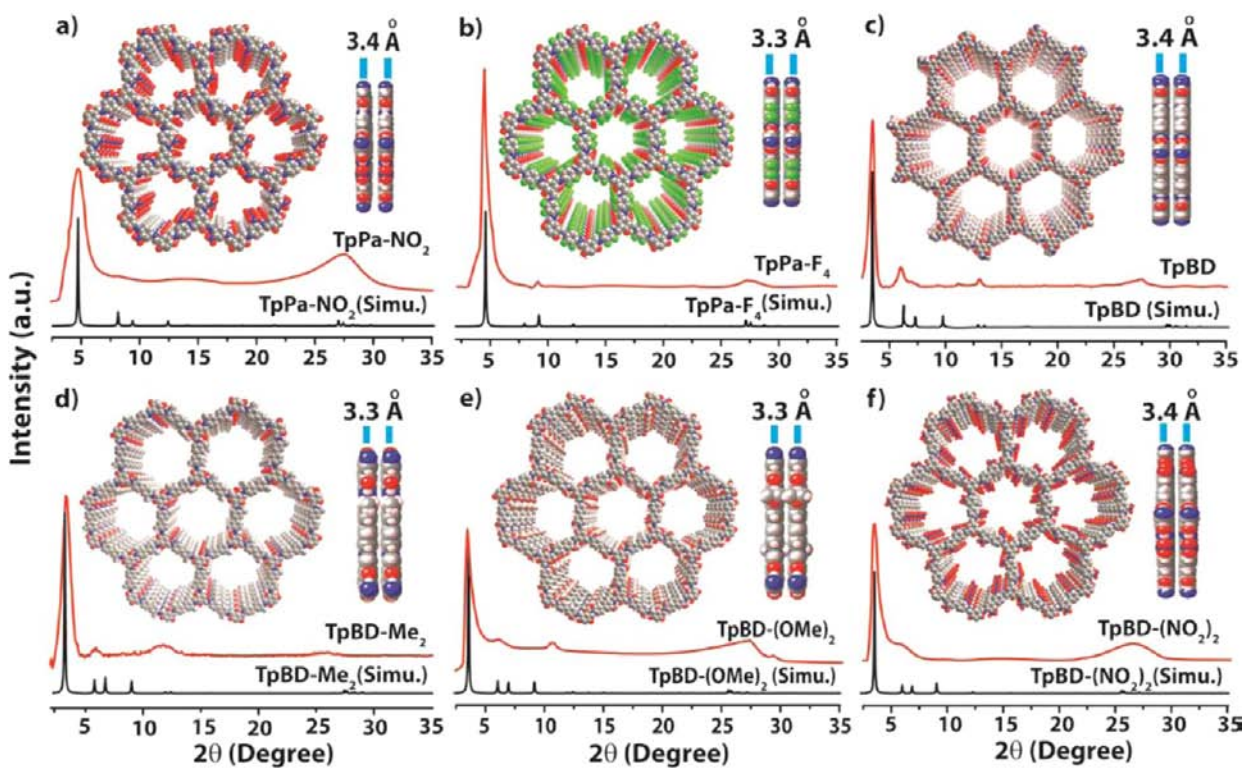 Intensity (a.u.)
a)
3.4 Å
TpPa-NO₂
TpPa-NO₂(Simu.)
5 10 15 20 25 30 35
b)
3.3 Å
TpPa-F₄
TpPa-F₄(Simu.)
5 10 15 20 25 30 35
c)
3.4 Å
TpBD
TpBD (Simu.)
5 10 15 20 25 30 35
d)
3.3 Å
TpBD-Me₂
TpBD-Me₂(Simu.)
5 10 15 20 25 30 35
2θ (Degree)
e)
3.3 Å
TpBD-(OMe)₂
TpBD-(OMe)₂ (Simu.)
5 10 15 20 25 30 35
2θ (Degree)
f)
3.4 Å
TpBD-(NO₂)₂
TpBD-(NO₂)₂(Simu.)
5 10 15 20 25 30 35
2θ (Degree)